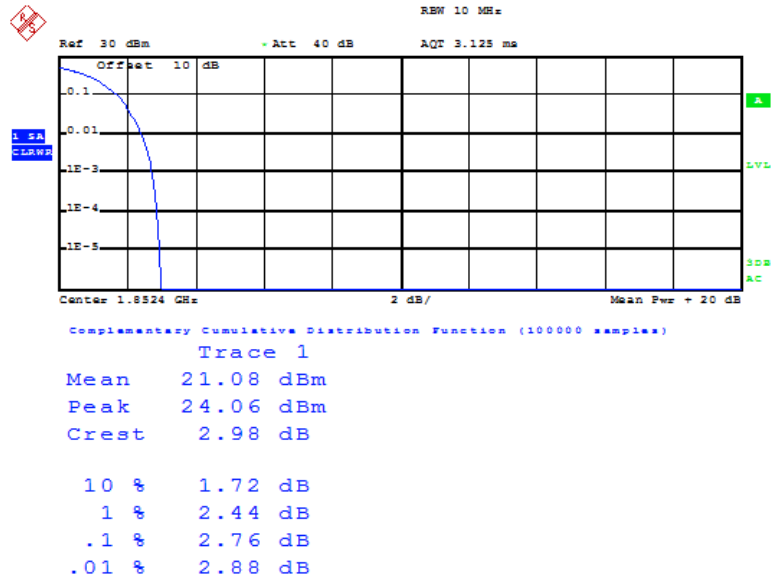 RBW 10 MHz
Ref 30 dBm * Att 40 dB AQT 3.125 ms
Offset 10 dB
0.1
A
0.01
1 SA
CLRWR
1E-3
LVL
1E-4
1E-5
3DB
AC
Center 1.8524 GHz 2 dB/ Mean Pwr + 20 dB
Complementary Cumulative Distribution Function (100000 samples)
Trace 1
Mean 21.08 dBm
Peak 24.06 dBm
Crest 2.98 dB
10 % 1.72 dB
1 % 2.44 dB
.1 % 2.76 dB
.01 % 2.88 dB